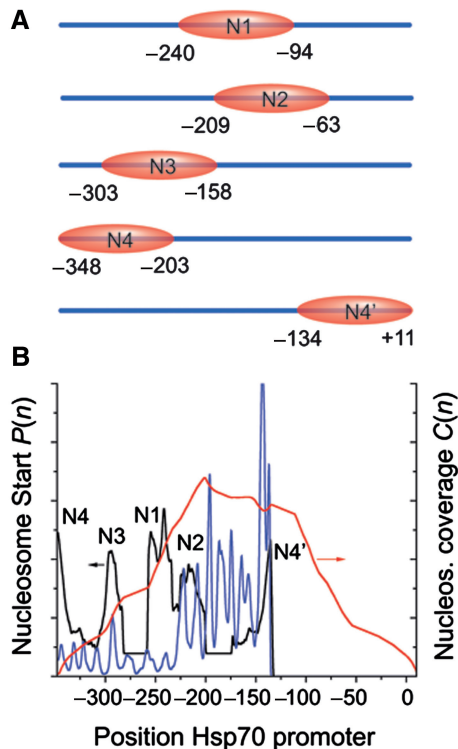 A
N1
−240 −94
N2
−209 −63
N3
−303 −158
N4
−348 −203
N4'
−134 +11
B
Nucleosome Start P(n)
Nucleos. coverage C(n)
N4
N3
N1
N2
N4'
−300 −250 −200 −150 −100 −50 0
Position Hsp70 promoter